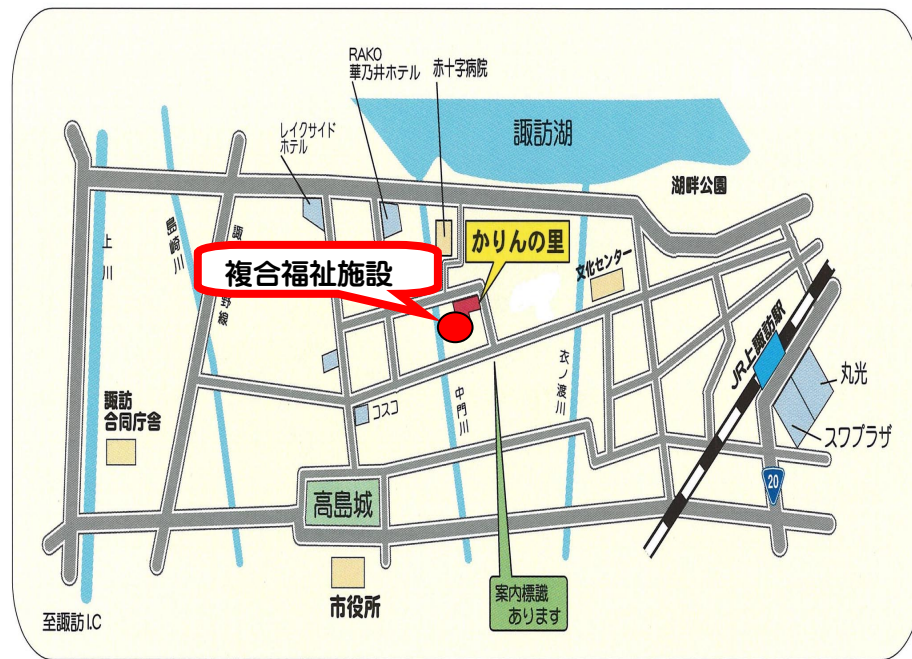 RAKO
華乃井ホテル
赤十字病院
レイクサイド
ホテル
諏訪湖
湖畔公園
上川
島崎川
諏
野線
複合福祉施設
かりんの里
文化センター
JR上諏訪駅
丸光
スワプラザ
諏訪
合同庁舎
コスコ
中門川
衣ノ渡川
20
高島城
市役所
案内標識
あります
至諏訪I.C